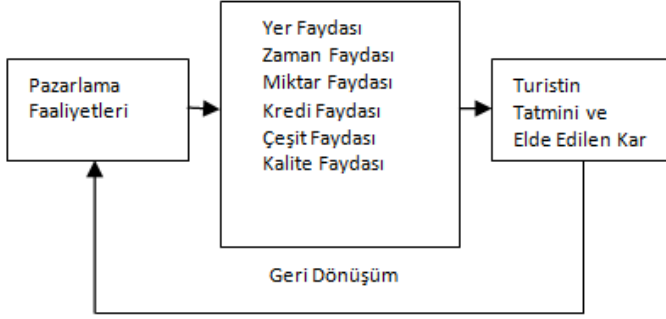 Pazarlama
Faaliyetleri
Yer Faydası
Zaman Faydası
Miktar Faydası
Kredi Faydası
Çeşit Faydası
Kalite Faydası
Turistin
Tatmini ve
Elde Edilen Kar
Geri Dönüşüm